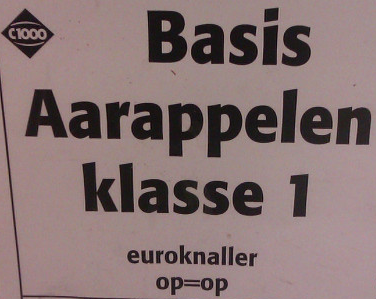 C1000
Basis
Aarappelen
klasse 1
euroknaller
op=op